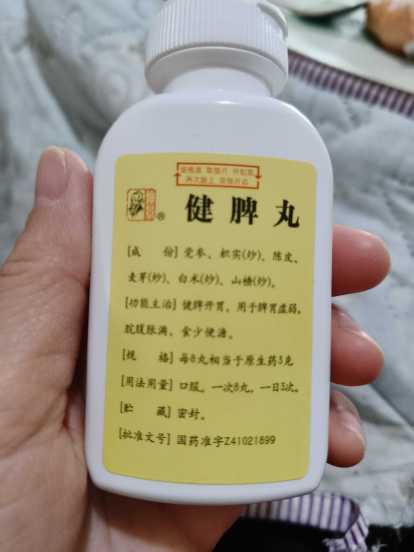 健脾丸
®
[成 份] 党参、枳实(炒)、陈皮、
麦芽(炒)、白术(炒)、山楂(炒)。
[功能主治] 健脾开胃。用于脾胃虚弱，
脘腹胀满，食少便溏。
[规 格] 每8丸相当于原生药3克
[用法用量] 口服。一次8丸，一日3次。
[贮 藏] 密封。
[批准文号] 国药准字Z41021899